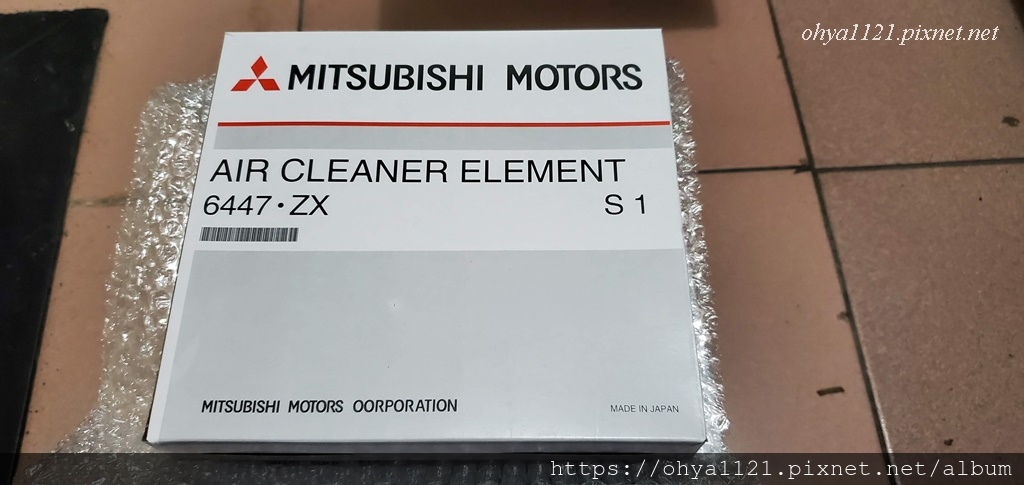 ohya1121.pixnet.net
MITSUBISHI MOTORS
AIR CLEANER ELEMENT
6447・ZX S 1
MITSUBISHI MOTORS OORPORATION
MADE IN JAPAN
https://ohya1121.pixnet.net/album